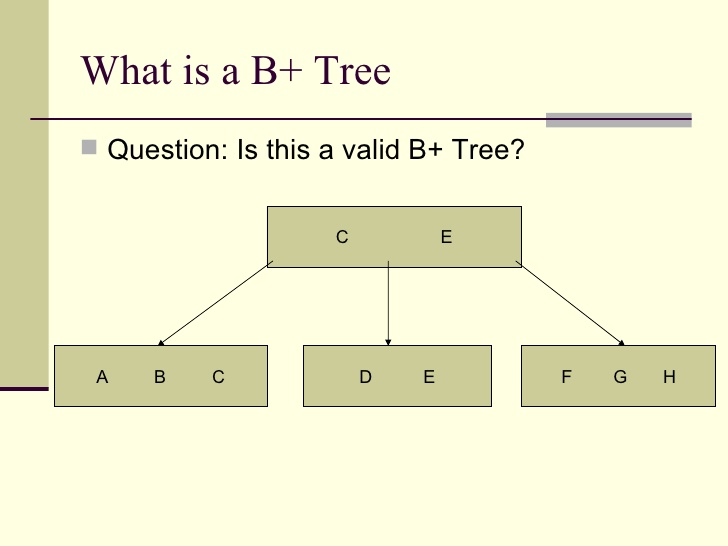 What is a B+ Tree
Question: Is this a valid B+ Tree?
C E
A B C D E F G H